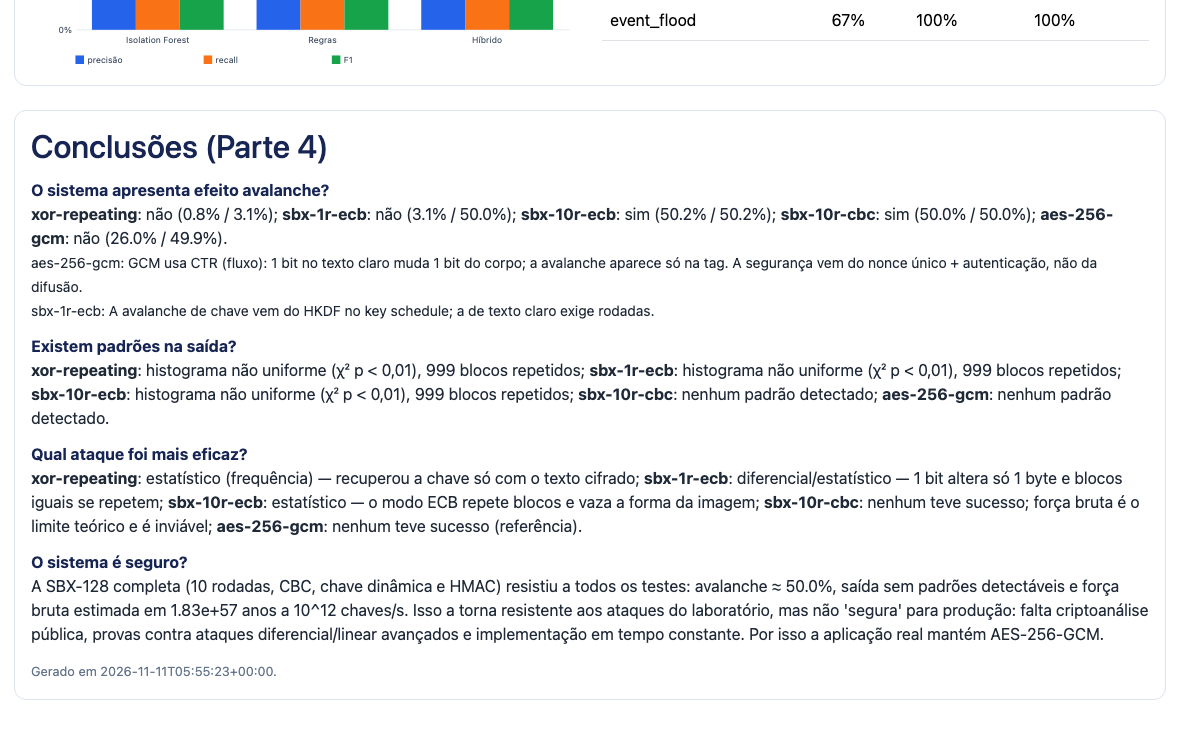 event_flood 67% 100% 100%
0%
Isolation Forest Regras Híbrido
precisão recall F1
Conclusões (Parte 4)
O sistema apresenta efeito avalanche?
xor-repeating: não (0.8% / 3.1%); sbx-1r-ecb: não (3.1% / 50.0%); sbx-10r-ecb: sim (50.2% / 50.2%); sbx-10r-cbc: sim (50.0% / 50.0%); aes-256-
gcm: não (26.0% / 49.9%).
aes-256-gcm: GCM usa CTR (fluxo): 1 bit no texto claro muda 1 bit do corpo; a avalanche aparece só na tag. A segurança vem do nonce único + autenticação, não da
difusão.
sbx-1r-ecb: A avalanche de chave vem do HKDF no key schedule; a de texto claro exige rodadas.
Existem padrões na saída?
xor-repeating: histograma não uniforme (χ² p < 0,01), 999 blocos repetidos; sbx-1r-ecb: histograma não uniforme (χ² p < 0,01), 999 blocos repetidos;
sbx-10r-ecb: histograma não uniforme (χ² p < 0,01), 999 blocos repetidos; sbx-10r-cbc: nenhum padrão detectado; aes-256-gcm: nenhum padrão
detectado.
Qual ataque foi mais eficaz?
xor-repeating: estatístico (frequência) — recuperou a chave só com o texto cifrado; sbx-1r-ecb: diferencial/estatístico — 1 bit altera só 1 byte e blocos
iguais se repetem; sbx-10r-ecb: estatístico — o modo ECB repete blocos e vaza a forma da imagem; sbx-10r-cbc: nenhum teve sucesso; força bruta é o
limite teórico e é inviável; aes-256-gcm: nenhum teve sucesso (referência).
O sistema é seguro?
A SBX-128 completa (10 rodadas, CBC, chave dinâmica e HMAC) resistiu a todos os testes: avalanche ≈ 50.0%, saída sem padrões detectáveis e força
bruta estimada em 1.83e+57 anos a 10^12 chaves/s. Isso a torna resistente aos ataques do laboratório, mas não 'segura' para produção: falta criptoanálise
pública, provas contra ataques diferencial/linear avançados e implementação em tempo constante. Por isso a aplicação real mantém AES-256-GCM.
Gerado em 2026-11-11T05:55:23+00:00.